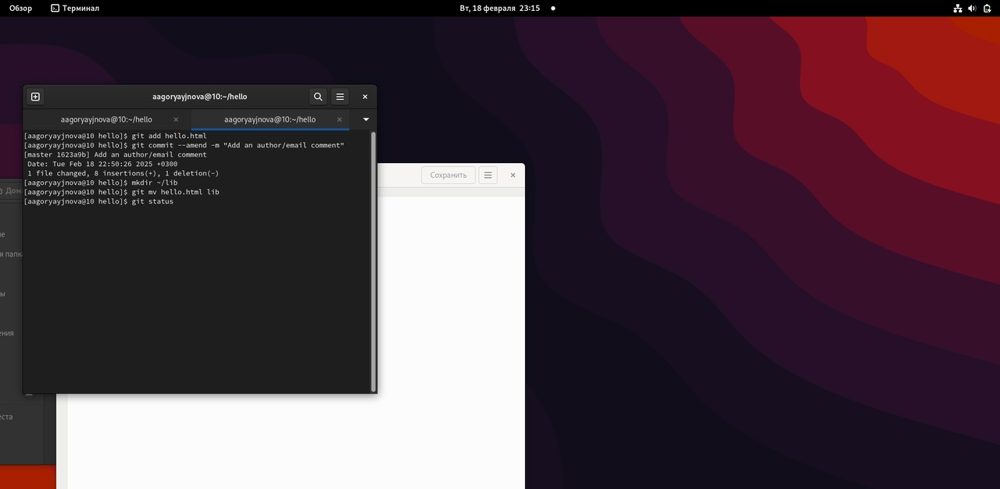 Обзор
Терминал
Вт, 18 февраля 23:15
aagoryayjnova@10:~/hello
aagoryayjnova@10:~/hello
aagoryayjnova@10:~/hello
[aagoryayjnova@10 hello]$ git add hello.html
[aagoryayjnova@10 hello]$ git commit --amend -m "Add an author/email comment"
[master 1623a9b] Add an author/email comment
Date: Tue Feb 18 22:50:26 2025 +0300
1 file changed, 8 insertions(+), 1 deletion(-)
[aagoryayjnova@10 hello]$ mkdir ~/lib
[aagoryayjnova@10 hello]$ git mv hello.html lib
[aagoryayjnova@10 hello]$ git status
Сохранить